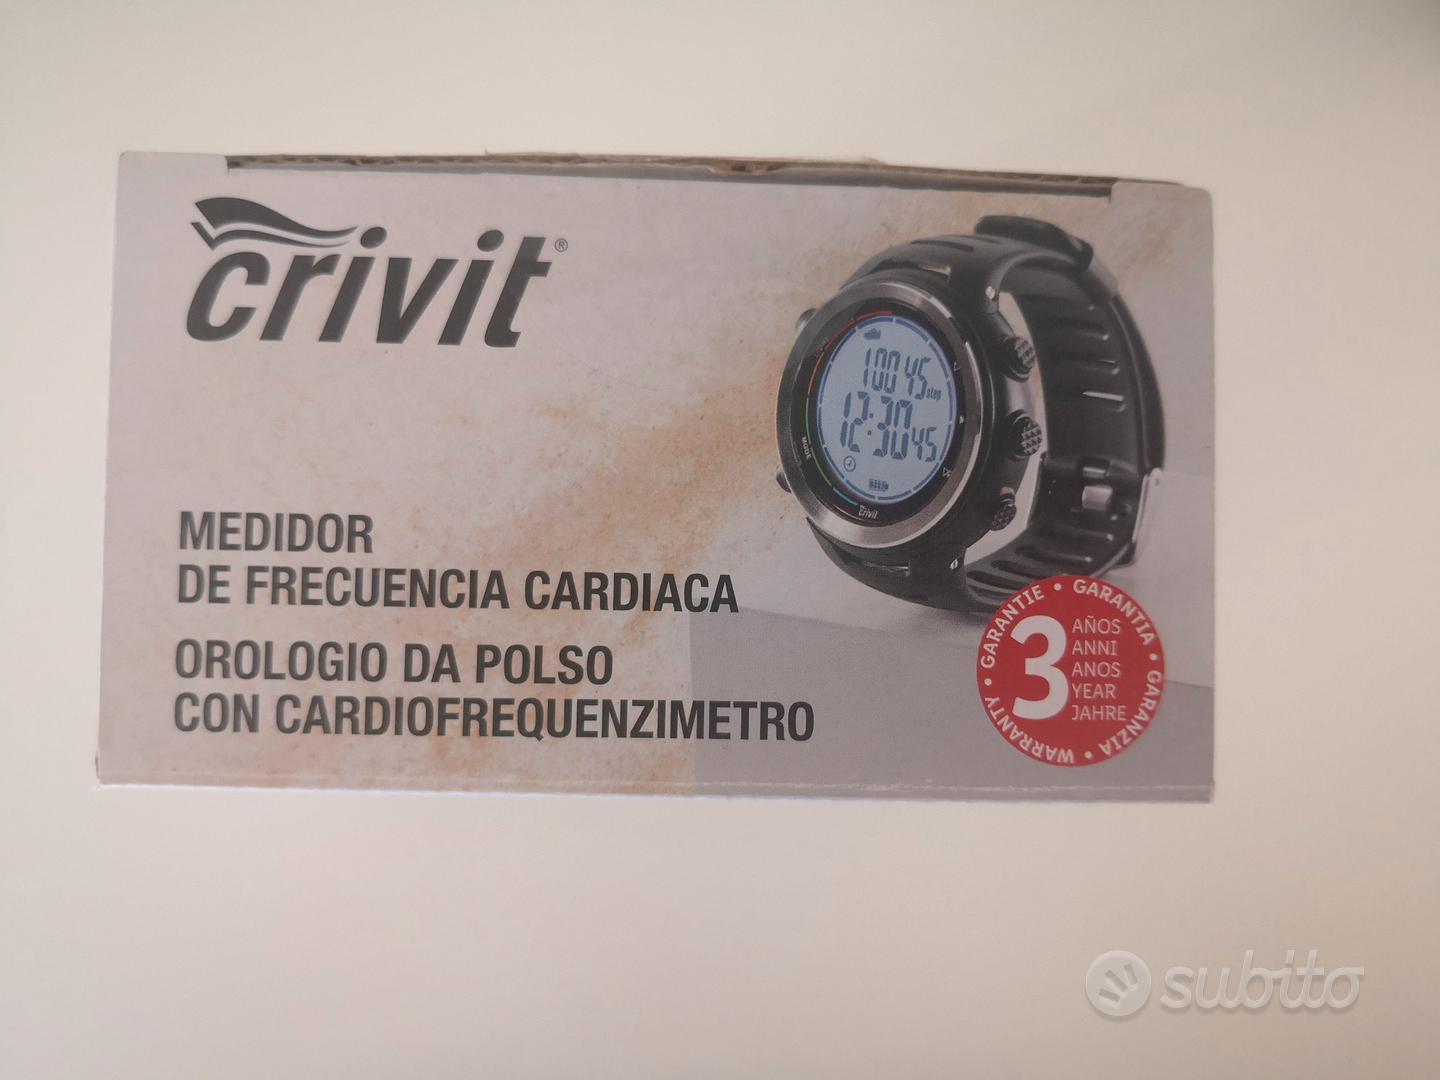 crivit®
10045 step
12:3045
MODE
crivit
MEDIDOR
DE FRECUENCIA CARDIACA
OROLOGIO DA POLSO
CON CARDIOFREQUENZIMETRO
GARANTIE • GARANTIA • GARANZIA • WARRANTY •
3
AÑOS
ANNI
ANOS
YEAR
JAHRE
subito